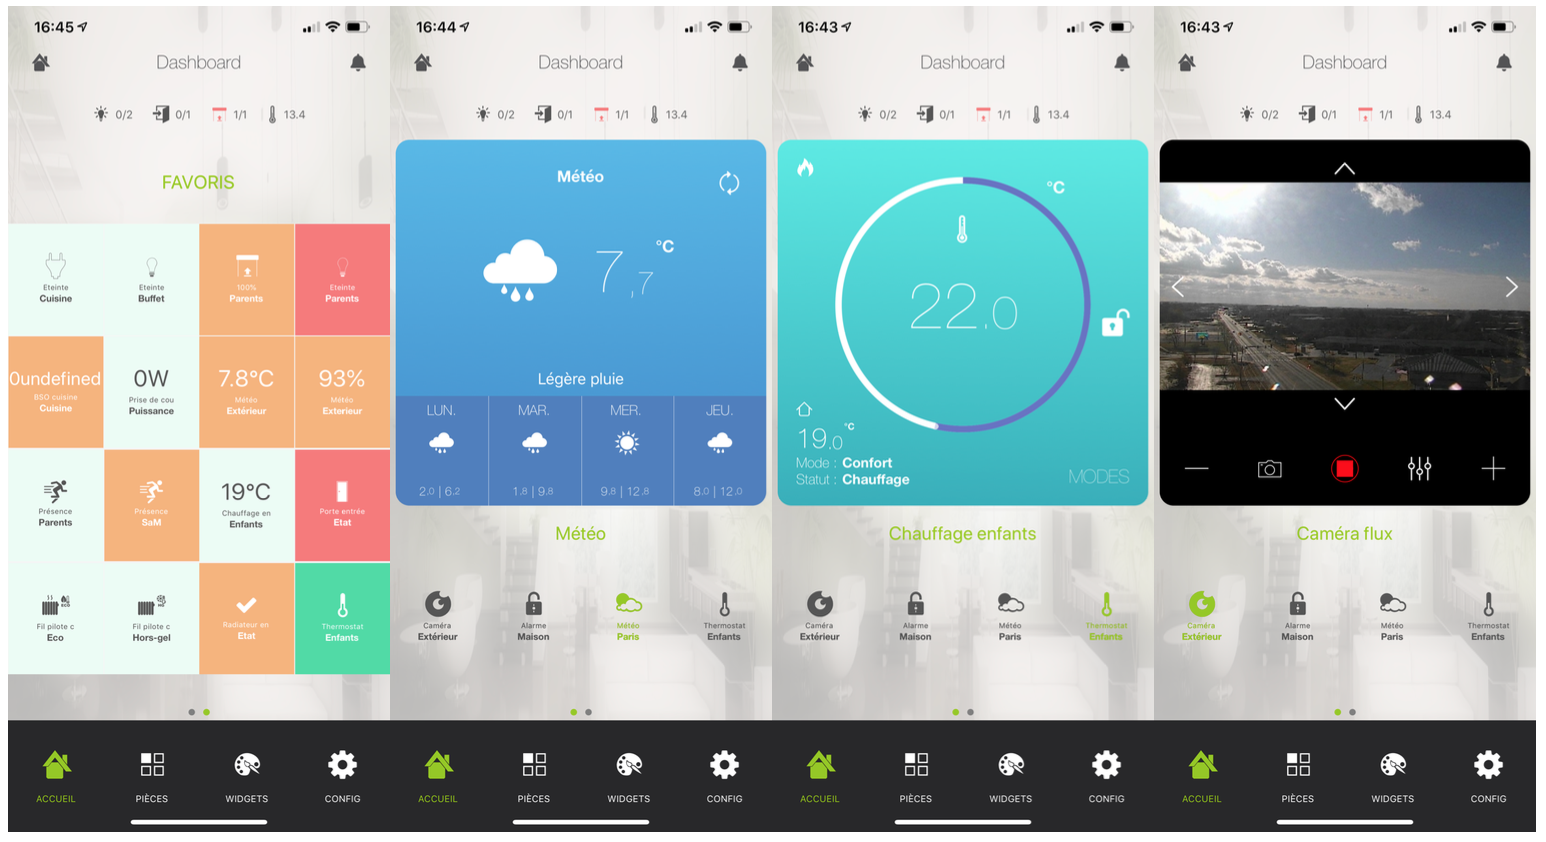 16:45
Dashboard
0/2 0/1 1/1 13.4
FAVORIS
Eteinte
Cuisine
Eteinte
Buffet
100%
Parents
Eteinte
Parents
0undefined
BSO cuisine
Cuisine
0W
Prise de cou
Puissance
7.8°C
Météo
Extérieur
93%
Météo
Exterieur
Présence
Parents
Présence
SaM
19°C
Chauffage en
Enfants
Porte entrée
Etat
ECO
Fil pilote c
Eco
HG
Fil pilote c
Hors-gel
Radiateur en
Etat
Thermostat
Enfants
ACCUEIL
PIÈCES
WIDGETS
CONFIG
16:44
Dashboard
0/2 0/1 1/1 13.4
Météo
7,7 °C
Légère pluie
LUN. MAR. MER. JEU.
2.0 | 6.2 1.8 | 9.8 9.8 | 12.8 8.0 | 12.0
Météo
Caméra
Extérieur
Alarme
Maison
Météo
Paris
Thermostat
Enfants
ACCUEIL
PIÈCES
WIDGETS
CONFIG
16:43
Dashboard
0/2 0/1 1/1 13.4
°C
22.0
19.0 °C
Mode : Confort
Statut : Chauffage
MODES
Chauffage enfants
Caméra
Extérieur
Alarme
Maison
Météo
Paris
Thermostat
Enfants
ACCUEIL
PIÈCES
WIDGETS
CONFIG
16:43
Dashboard
0/2 0/1 1/1 13.4
Caméra flux
Caméra
Extérieur
Alarme
Maison
Météo
Paris
Thermostat
Enfants
ACCUEIL
PIÈCES
WIDGETS
CONFIG